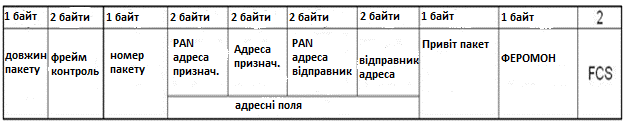 1 байт 2 байти 1 байт 2 байти 2 байти 2 байти 2 байти 1 байт 1 байт 2
довжин
пакету
фрейм
контроль
номер
пакету
PAN
адреса
признач.
Адреса
признач.
PAN
адреса
відправник
відправник
адреса
Привіт пакет
ФЕРОМОН
FCS
адресні поля